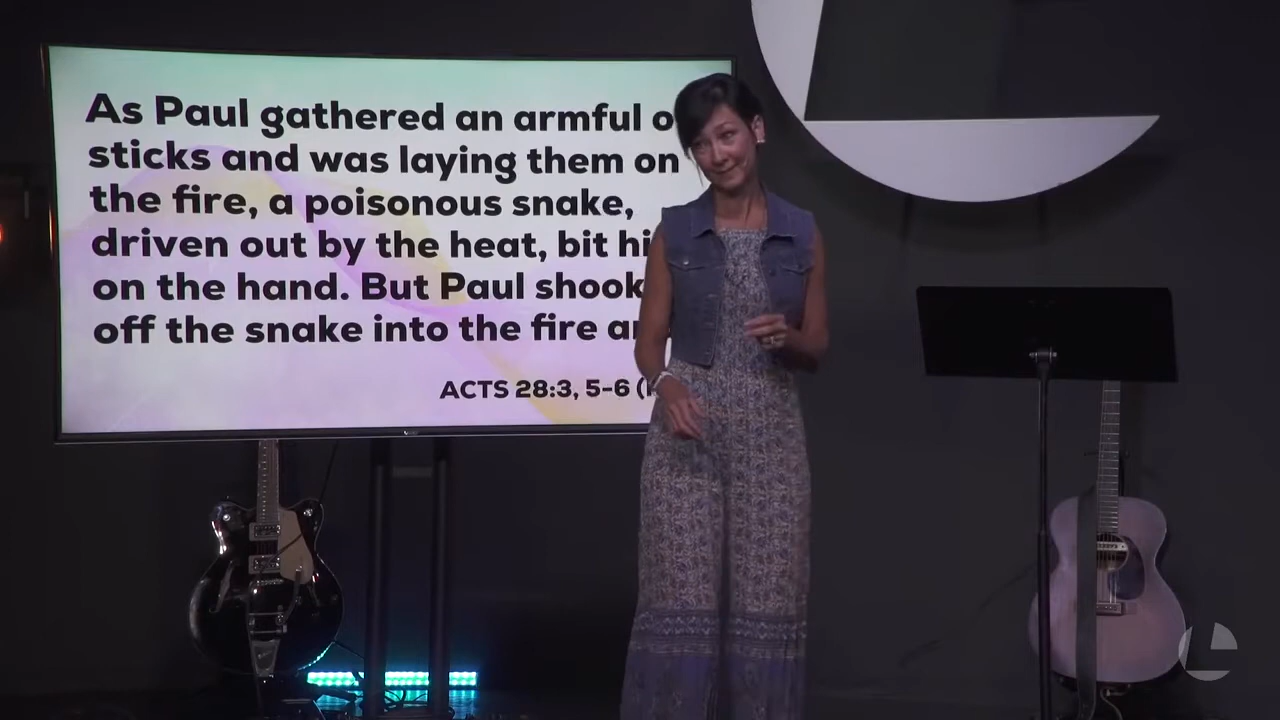 As Paul gathered an armful
sticks and was laying them on
the fire, a poisonous snake,
driven out by the heat, bit
on the hand. But Paul shook
off the snake into the fire
ACTS 28:3, 5-6